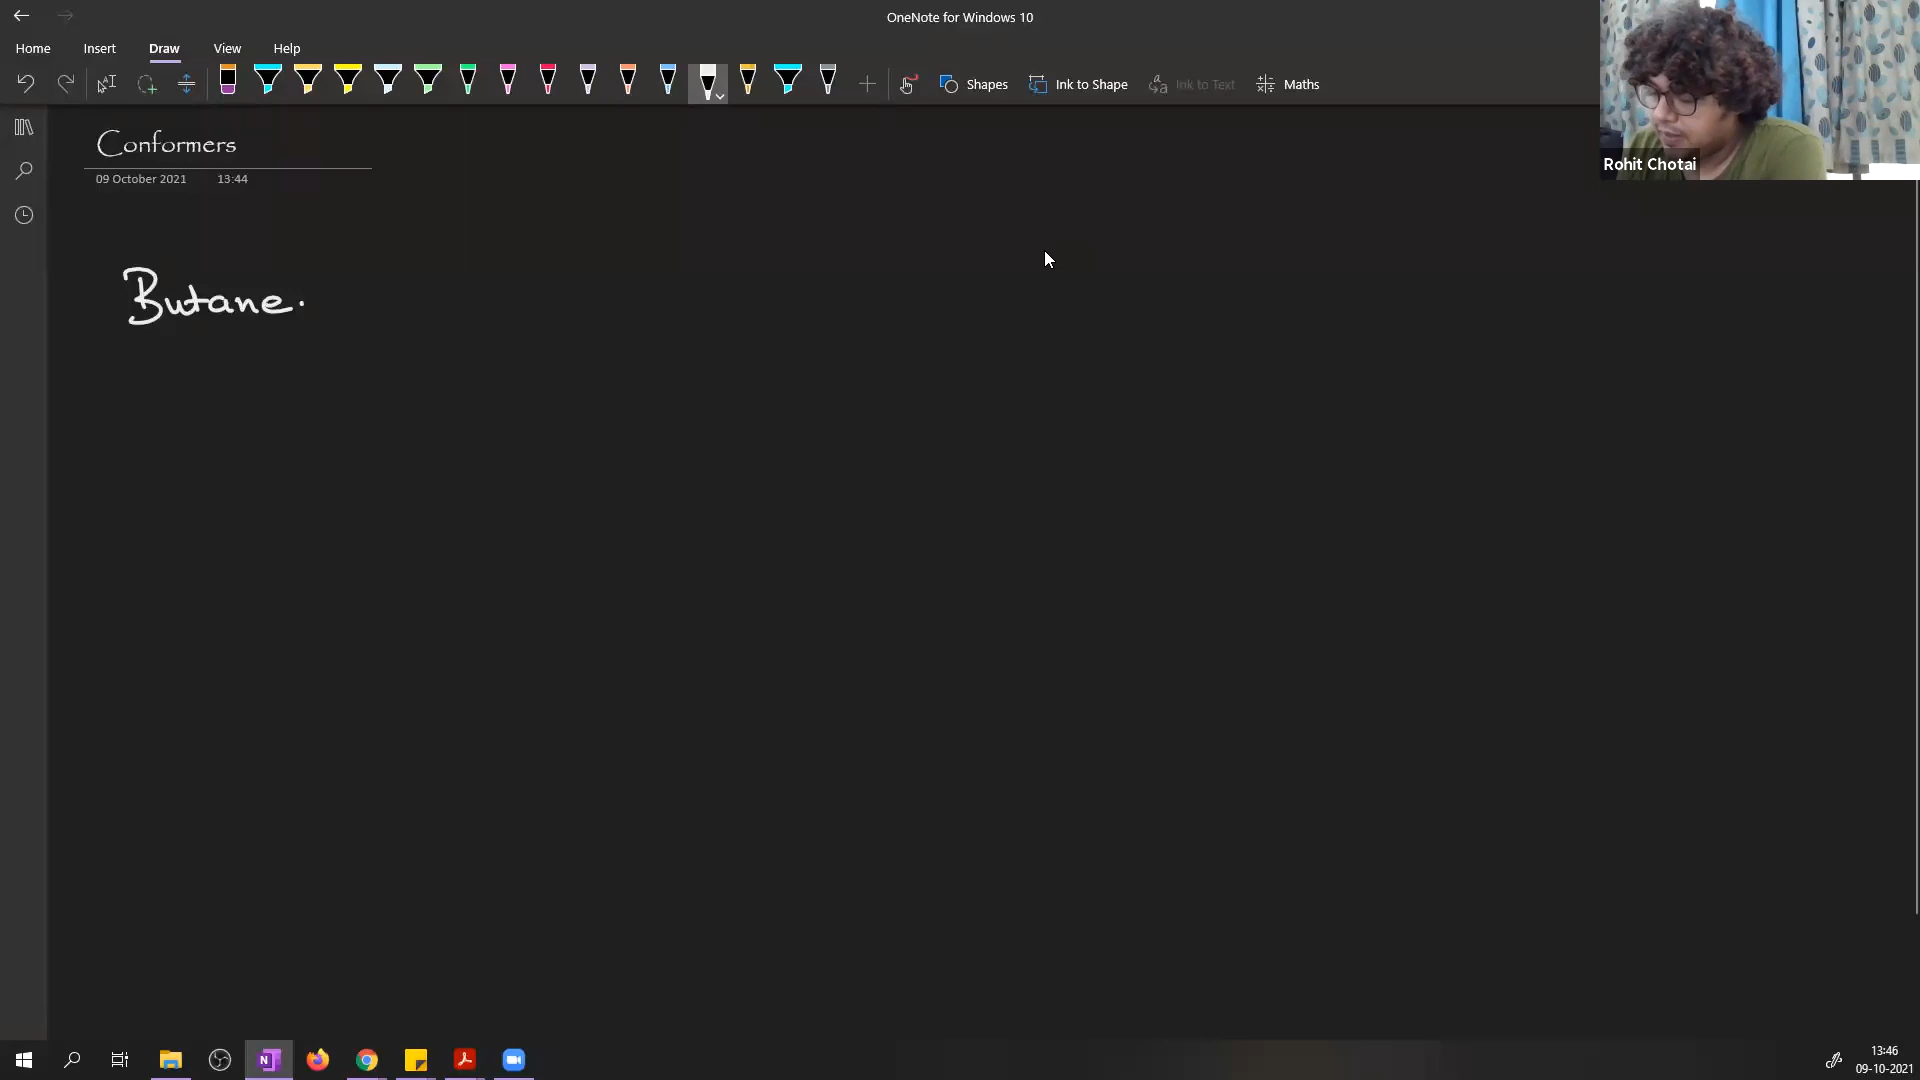 OneNote for Windows 10
Home Insert Draw View Help
Shapes Ink to Shape Ink to Text Maths
Rohit Chotai
Conformers
09 October 2021 13:44
Butane.
13:46
09-10-2021